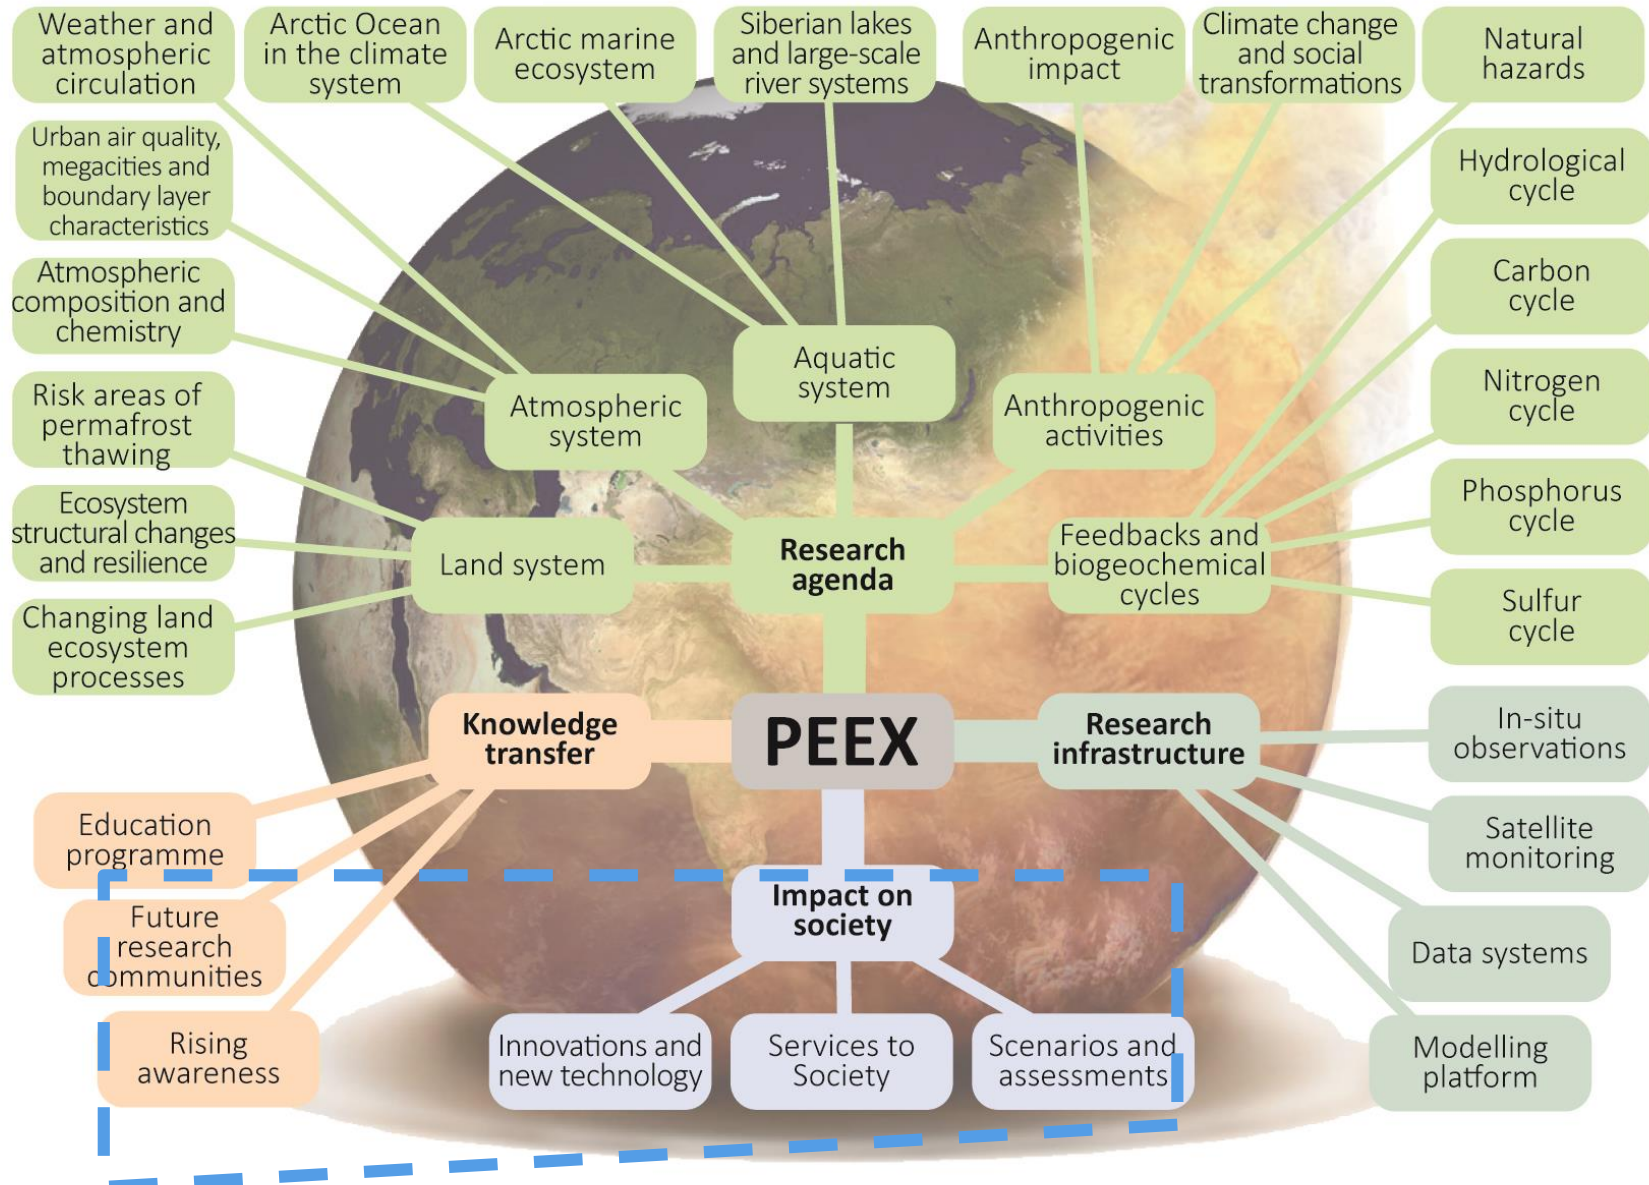 Weather and
atmospheric
circulation
Arctic Ocean
in the climate
system
Arctic marine
ecosystem
Siberian lakes
and large-scale
river systems
Anthropogenic
impact
Climate change
and social
transformations
Natural
hazards
Urban air quality,
megacities and
boundary layer
characteristics
Hydrological
cycle
Atmospheric
composition and
chemistry
Carbon
cycle
Aquatic
system
Atmospheric
system
Anthropogenic
activities
Nitrogen
cycle
Risk areas of
permafrost
thawing
Ecosystem
structural changes
and resilience
Land system
Research
agenda
Feedbacks and
biogeochemical
cycles
Phosphorus
cycle
Changing land
ecosystem
processes
Sulfur
cycle
Knowledge
transfer
PEEX
Research
infrastructure
In-situ
observations
Education
programme
Satellite
monitoring
Future
research
communities
Impact on
society
Data systems
Rising
awareness
Innovations and
new technology
Services to
Society
Scenarios and
assessments
Modelling
platform